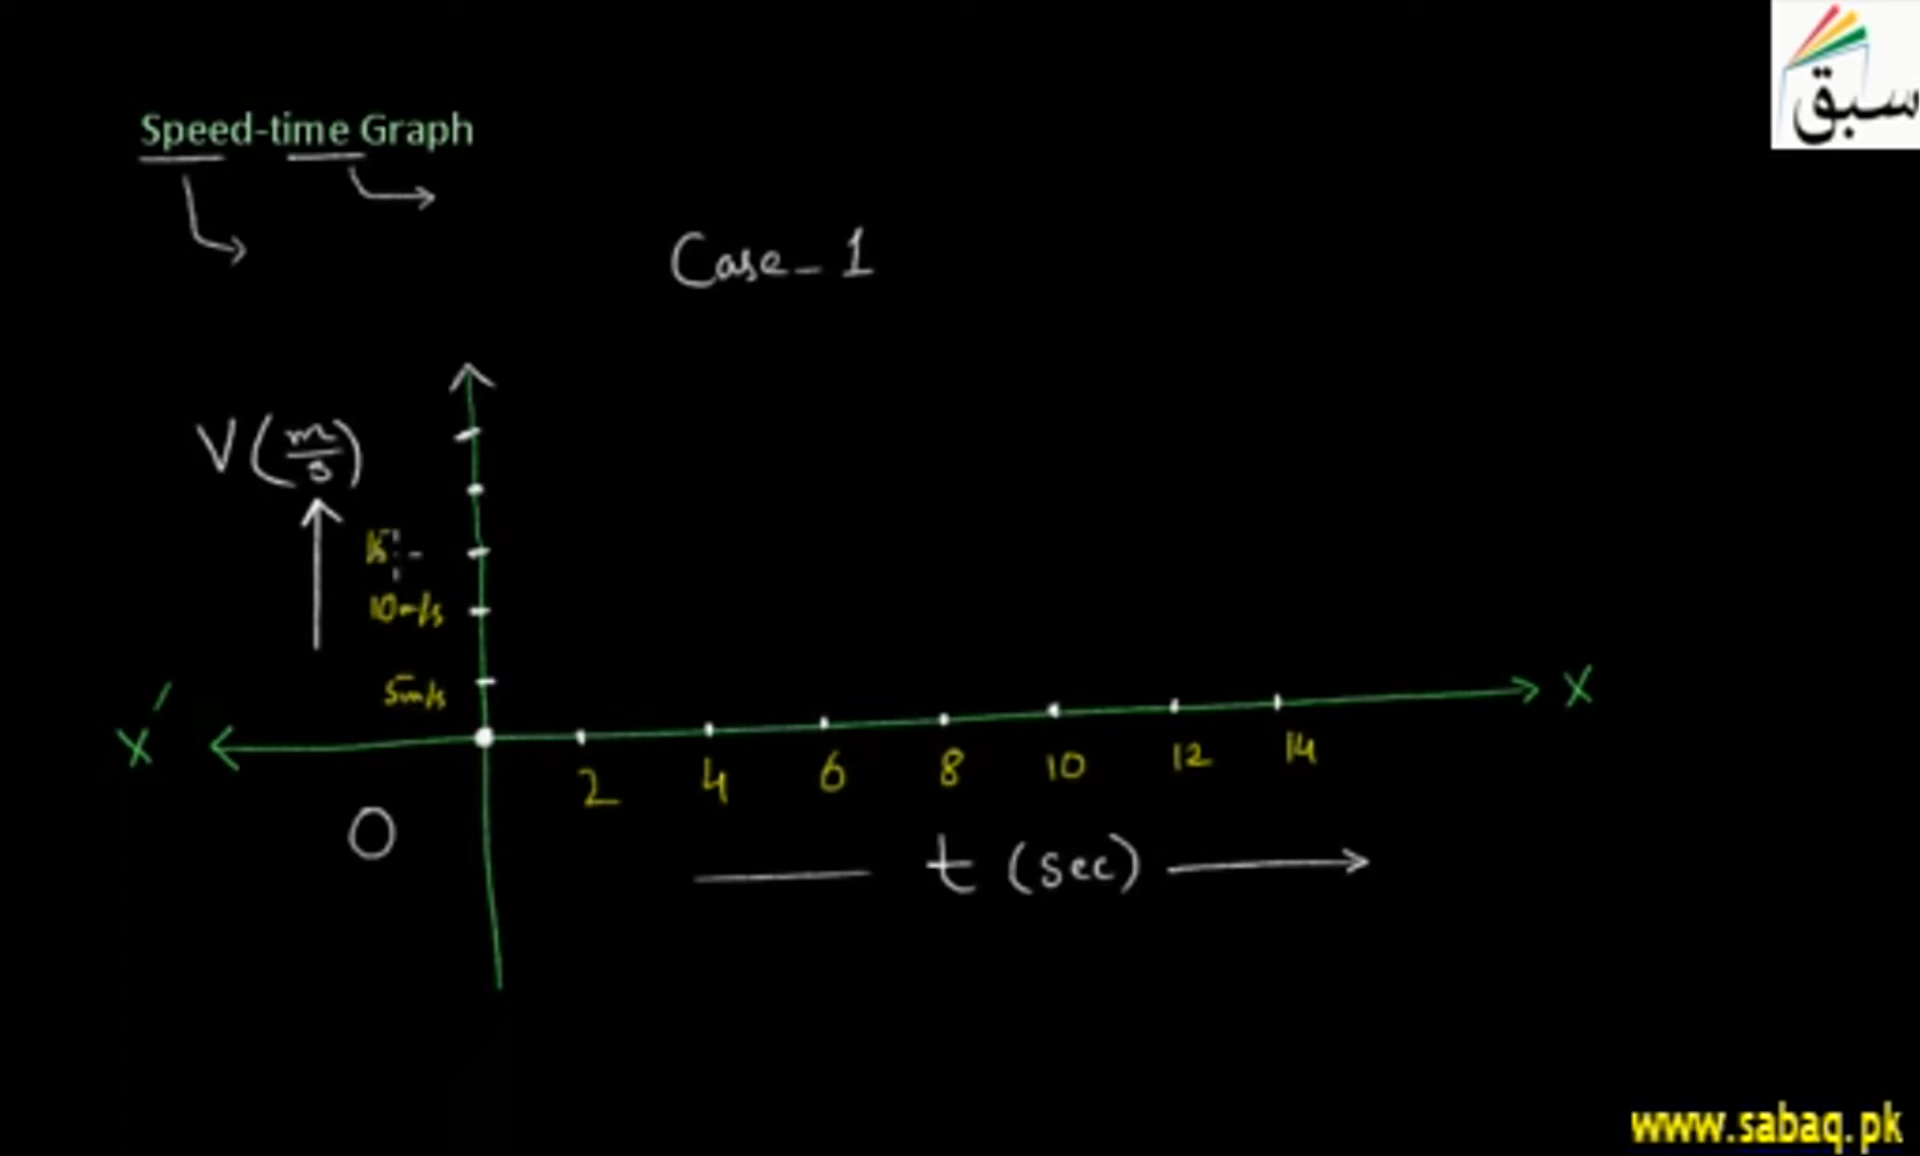 سبق
Speed-time Graph
Case-1
V (m/s)
15
10m/s
5m/s
X'
X
2 4 6 8 10 12 14
O
t (sec)
www.sabaq.pk